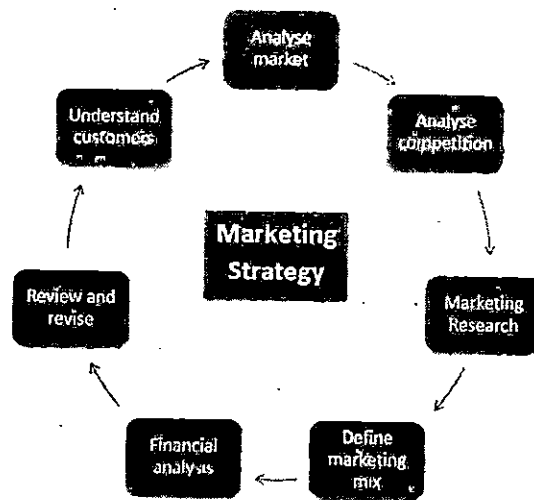 Analyse
market
Analyse
competition
Marketing
Research
Define
marketing
mix
Financial
analysis
Review and
revise
Understand
customers
Marketing
Strategy